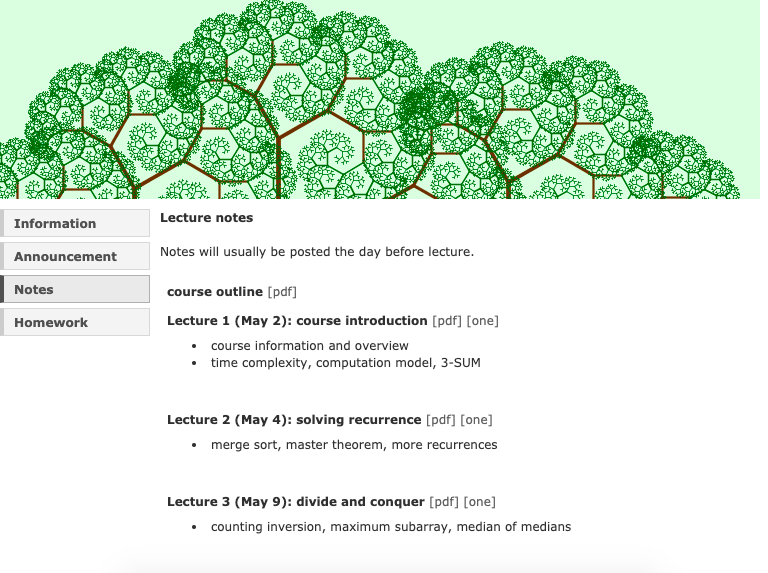 Information
Announcement
Notes
Homework
Lecture notes
Notes will usually be posted the day before lecture.
course outline [pdf]
Lecture 1 (May 2): course introduction [pdf] [one]
• course information and overview
• time complexity, computation model, 3-SUM
Lecture 2 (May 4): solving recurrence [pdf] [one]
• merge sort, master theorem, more recurrences
Lecture 3 (May 9): divide and conquer [pdf] [one]
• counting inversion, maximum subarray, median of medians